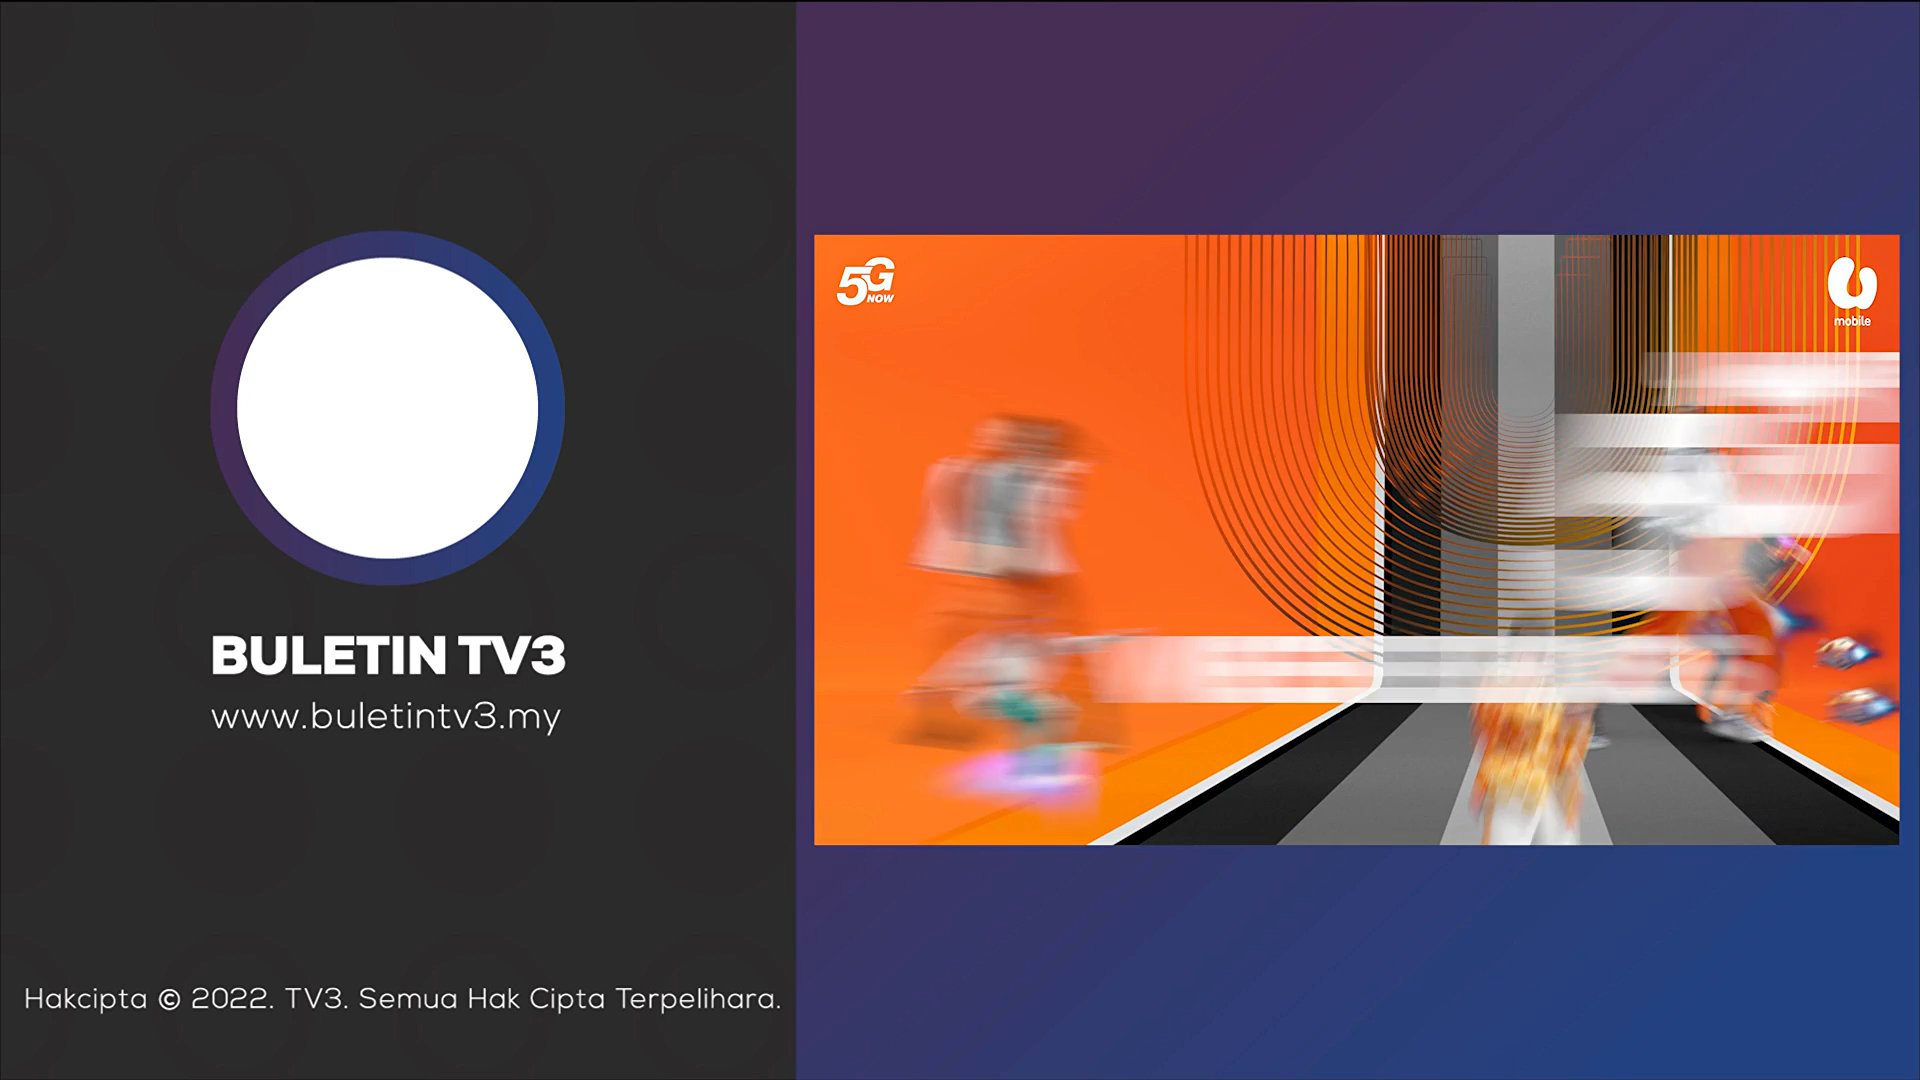 BULETIN TV3
www.buletintv3.my
Hakcipta © 2022. TV3. Semua Hak Cipta Terpelihara.
5G
NOW
mobile